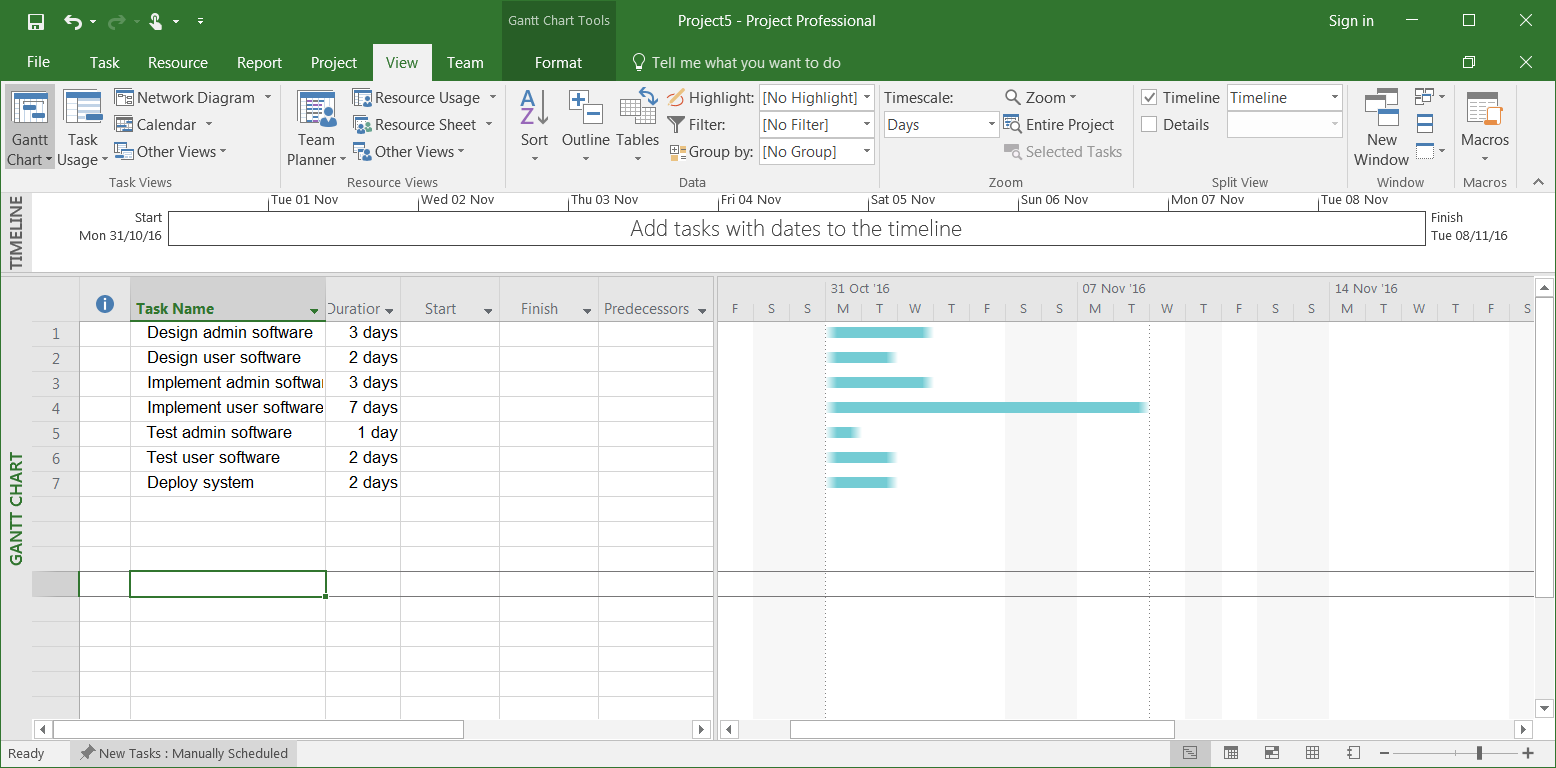 Gantt Chart Tools
Project5 - Project Professional
Sign in
File Task Resource Report Project View Team Format Tell me what you want to do
Gantt Chart
Task Usage
Network Diagram
Calendar
Other Views
Task Views
Team Planner
Resource Usage
Resource Sheet
Other Views
Resource Views
Sort
Outline
Tables
Highlight: [No Highlight]
Filter: [No Filter]
Group by: [No Group]
Data
Timescale:
Days
Zoom
Entire Project
Selected Tasks
Zoom
Timeline Timeline
Details
Split View
New Window
Window
Macros
Macros
TIMELINE
Tue 01 Nov Wed 02 Nov Thu 03 Nov Fri 04 Nov Sat 05 Nov Sun 06 Nov Mon 07 Nov Tue 08 Nov
Start
Mon 31/10/16
Add tasks with dates to the timeline
Finish
Tue 08/11/16
GANTT CHART
Task Name Duration Start Finish Predecessors
31 Oct '16 07 Nov '16 14 Nov '16
F S S M T W T F S S M T W T F S S M T W T F S
1 Design admin software 3 days
2 Design user software 2 days
3 Implement admin softwa 3 days
4 Implement user software 7 days
5 Test admin software 1 day
6 Test user software 2 days
7 Deploy system 2 days
Ready
New Tasks : Manually Scheduled